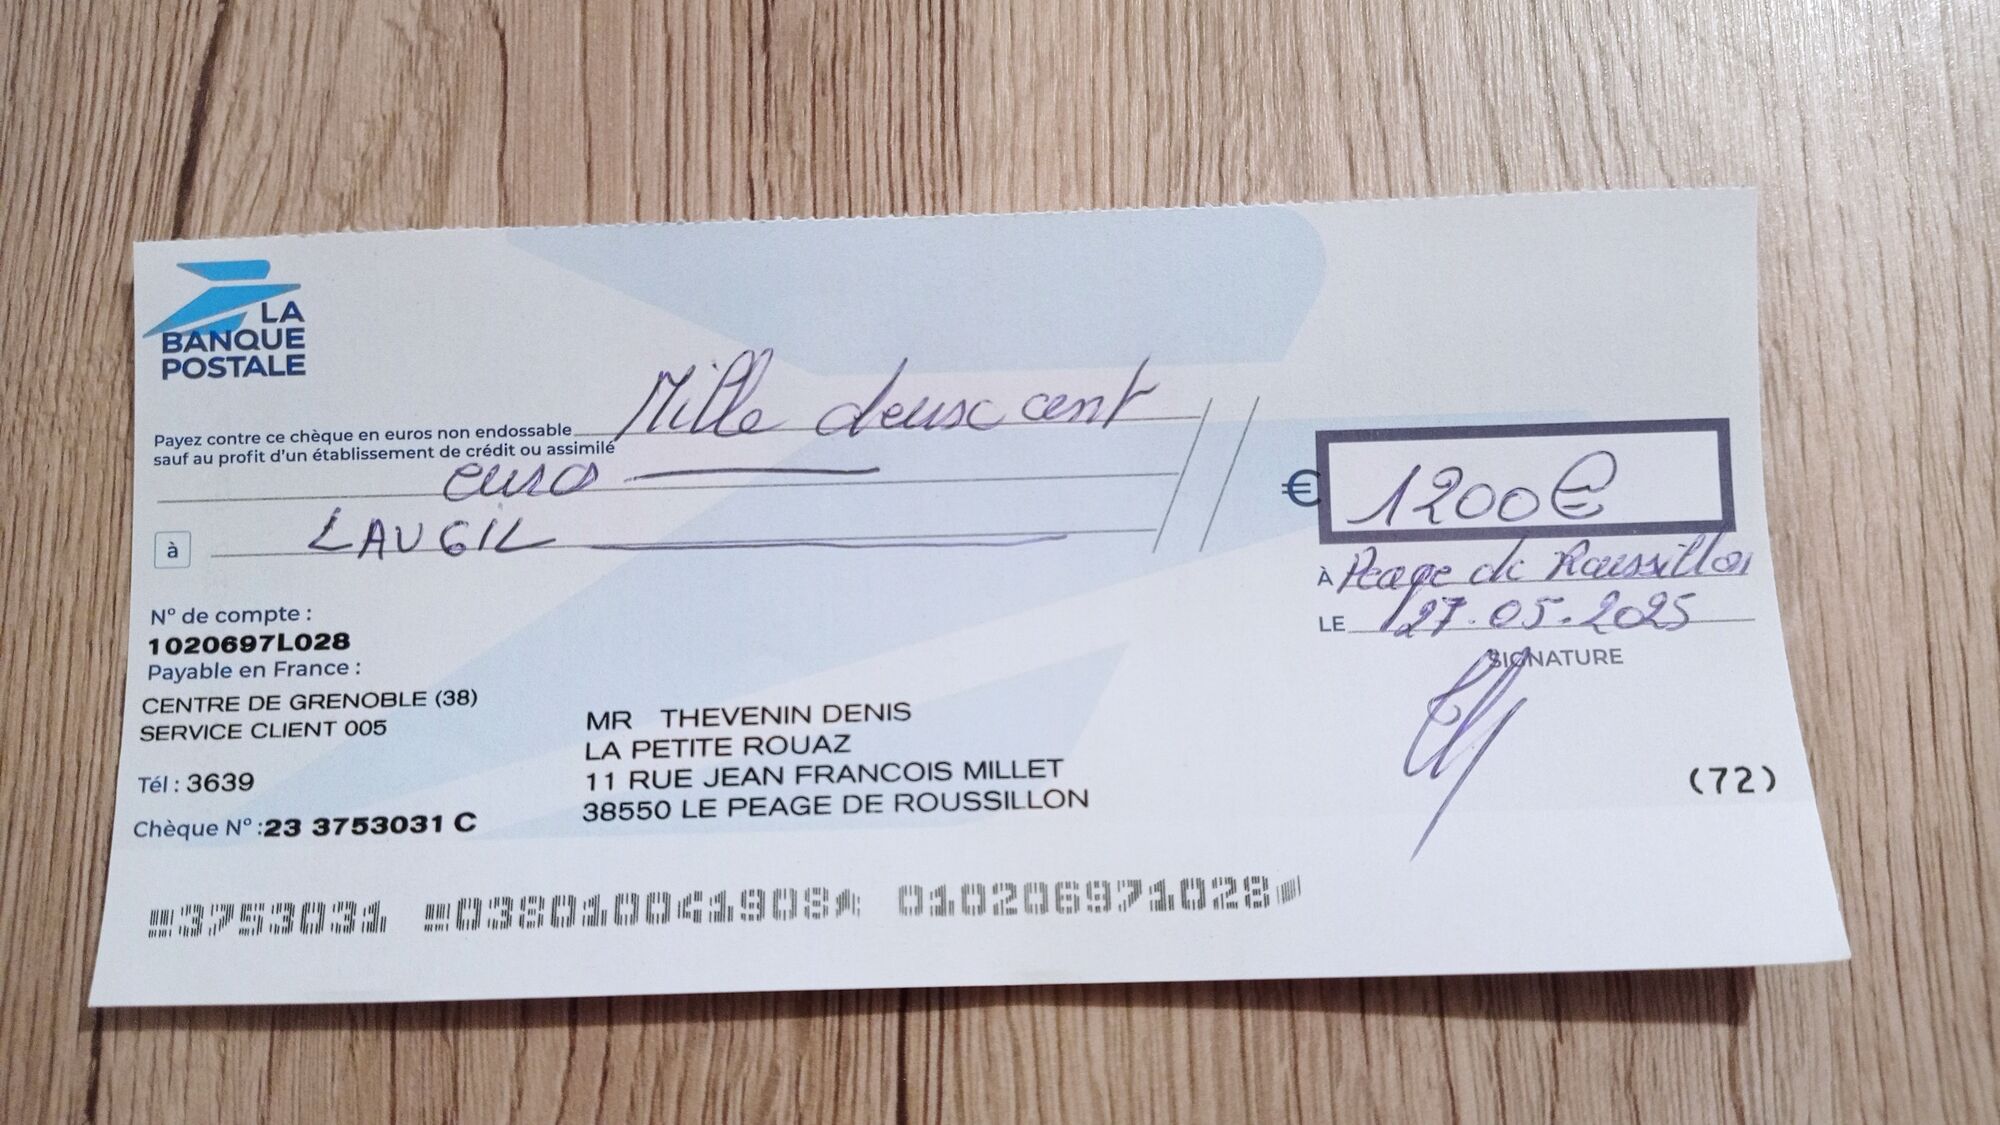 LA
BANQUE
POSTALE
Payez contre ce chèque en euros non endossable Mille deux cent
sauf au profit d'un établissement de crédit ou assimilé
euros
€ 1200€
à LAUGIL
À Peage de Roussillon
LE 27.05.2025
SIGNATURE
N° de compte :
1020697L028
Payable en France :
CENTRE DE GRENOBLE (38)
SERVICE CLIENT 005
Tél : 3639
Chèque N° :23 3753031 C
MR THEVENIN DENIS
LA PETITE ROUAZ
11 RUE JEAN FRANCOIS MILLET
38550 LE PEAGE DE ROUSSILLON
(72)
3753031 038010041908 010206971028